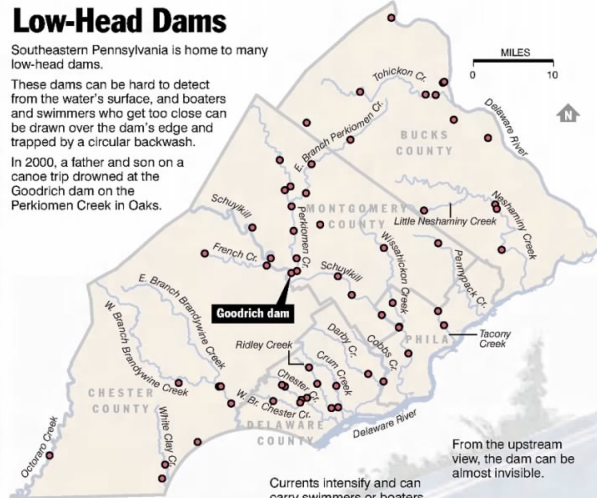 Low-Head Dams
Southeastern Pennsylvania is home to many
low-head dams.
These dams can be hard to detect
from the water's surface, and boaters
and swimmers who get too close can
be drawn over the dam's edge and
trapped by a circular backwash.
In 2000, a father and son on a
canoe trip drowned at the
Goodrich dam on the
Perkiomen Creek in Oaks.
MILES
0 10
N
Tohickon Cr.
Delaware River
E. Branch Perkiomen Cr.
BUCKS
COUNTY
Neshaminy Creek
Little Neshaminy Creek
Schuylkill
MONTGOMERY
COUNTY
Perkiomen Cr.
Wissahickon Creek
Pennypack Cr.
French Cr.
Schuylkill
Goodrich dam
E. Branch Brandywine Creek
W. Branch Brandywine Creek
Ridley Creek
Darby Cr.
Cobbs Cr.
PHILA
Tacony
Creek
Crum Creek
Chester Cr.
W. Br. Chester Cr.
CHESTER
COUNTY
White Clay Cr.
DELAWARE
COUNTY
Delaware River
Octoraro Creek
From the upstream
view, the dam can be
almost invisible.
Currents intensify and can
carry swimmers or boaters